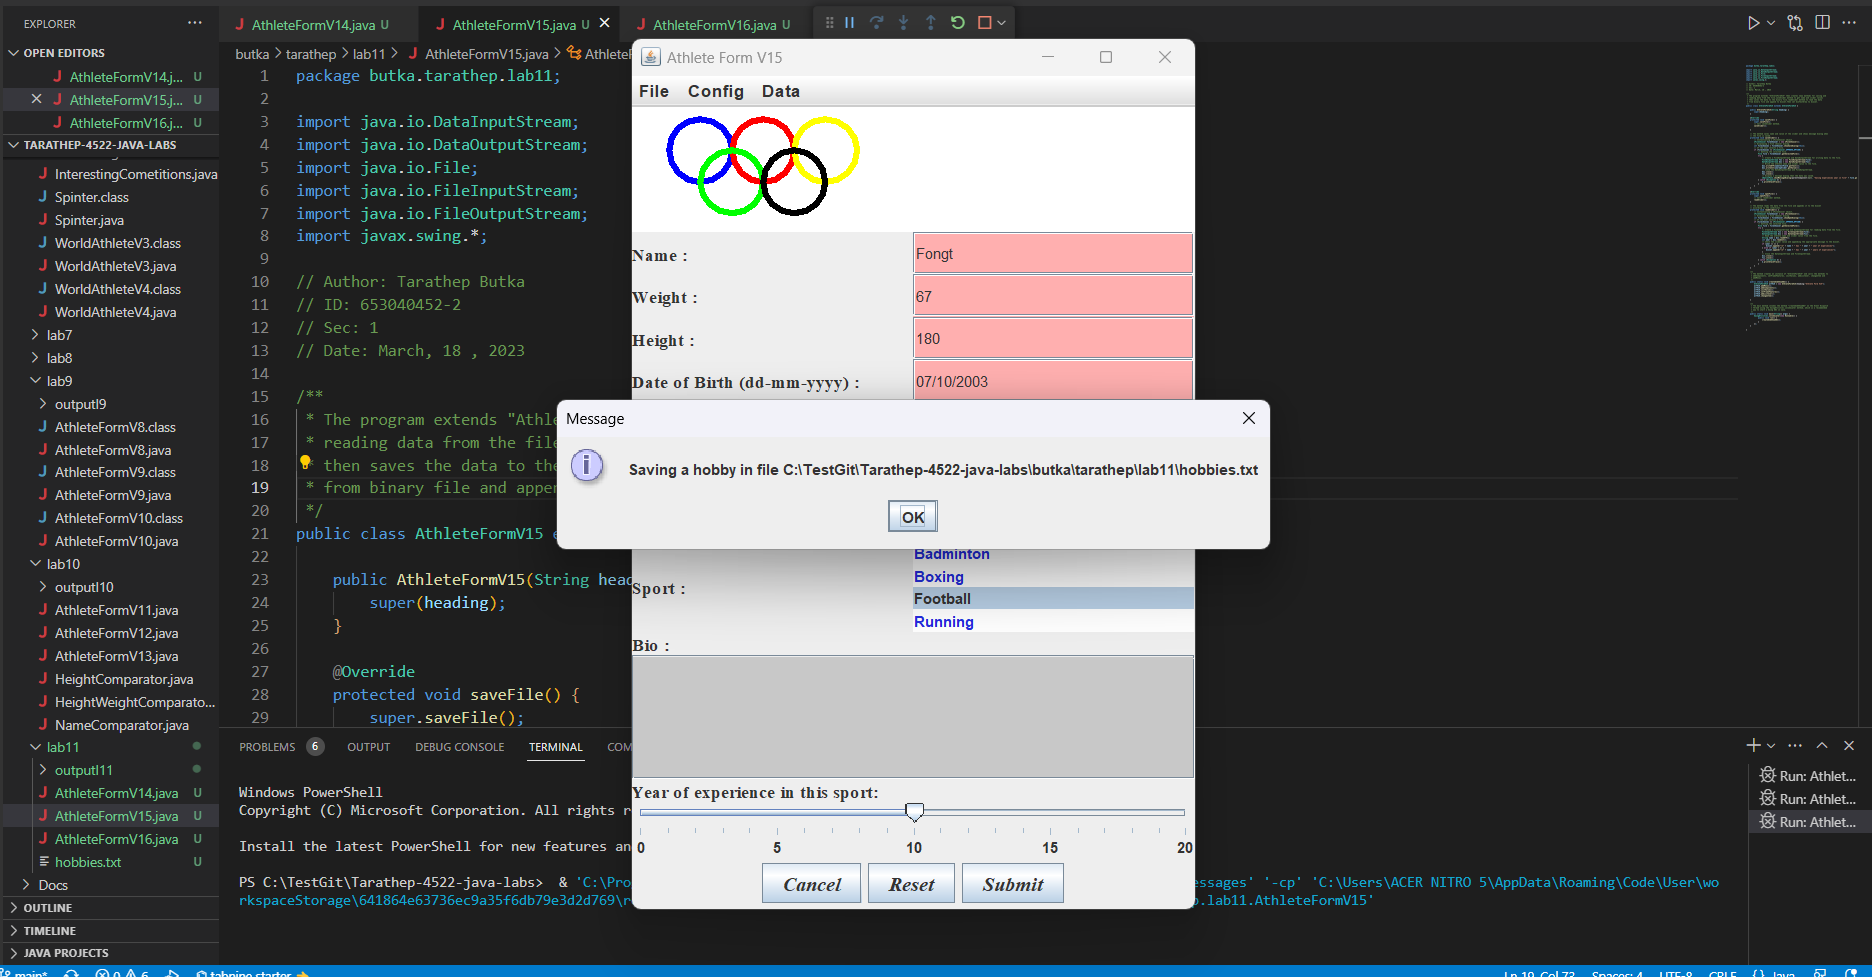 EXPLORER
OPEN EDITORS
AthleteFormV14.j... U
AthleteFormV15.j... U
AthleteFormV16.j... U
TARATHEP-4522-JAVA-LABS
InterestingCometitions.java
Spinter.class
Spinter.java
WorldAthleteV3.class
WorldAthleteV3.java
WorldAthleteV4.class
WorldAthleteV4.java
lab7
lab8
lab9
outputl9
AthleteFormV8.class
AthleteFormV8.java
AthleteFormV9.class
AthleteFormV9.java
AthleteFormV10.class
AthleteFormV10.java
lab10
outputl10
AthleteFormV11.java
AthleteFormV12.java
AthleteFormV13.java
HeightComparator.java
HeightWeightComparato...
NameComparator.java
lab11
outputl11
AthleteFormV14.java U
AthleteFormV15.java U
AthleteFormV16.java U
hobbies.txt U
Docs
OUTLINE
TIMELINE
JAVA PROJECTS
AthleteFormV14.java U
AthleteFormV15.java U
AthleteFormV16.java U
butka > tarathep > lab11 > AthleteFormV15.java >
1 package butka.tarathep.lab11;
2
3 import java.io.DataInputStream;
4 import java.io.DataOutputStream;
5 import java.io.File;
6 import java.io.FileInputStream;
7 import java.io.FileOutputStream;
8 import javax.swing.*;
9
10 // Author: Tarathep Butka
11 // ID: 653040452-2
12 // Sec: 1
13 // Date: March, 18 , 2023
14
15 /**
16 * The program extends "Athle
17 * reading data from the file
18 * then saves the data to the
19 * from binary file and appen
20 */
21 public class AthleteFormV15 e
22
23 public AthleteFormV15(String head
24 super(heading);
25 }
26
27 @Override
28 protected void saveFile() {
29 super.saveFile();
Athlete Form V15
File Config Data
Name : Fongt
Weight : 67
Height : 180
Date of Birth (dd-mm-yyyy) : 07/10/2003
Message
Saving a hobby in file C:\TestGit\Tarathep-4522-java-labs\butka\tarathep\lab11\hobbies.txt
OK
Badminton
Boxing
Sport :
Football
Running
Bio :
Year of experience in this sport:
0 5 10 15 20
Cancel Reset Submit
PROBLEMS 6 OUTPUT DEBUG CONSOLE TERMINAL COM
Windows PowerShell
Copyright (C) Microsoft Corporation. All rights r
Install the latest PowerShell for new features an
PS C:\TestGit\Tarathep-4522-java-labs> & 'C:\Pro
essages' '-cp' 'C:\Users\ACER NITRO 5\AppData\Roaming\Code\User\wo
rkspaceStorage\641864e63736ec9a35f6db79e3d2d769\r
o.lab11.AthleteFormV15'
Run: Athlet...
Run: Athlet...
Run: Athlet...
main* 0 6 tabnine starter
Ln 19, Col 73 Spaces: 4 UTF-8 CRLF {} Java